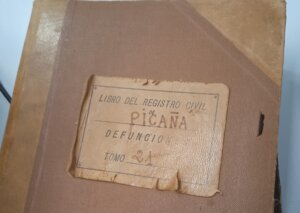 LIBRO DEL REGISTRO CIVIL
PIČAÑA
DEFUNCIO
TOMO 21